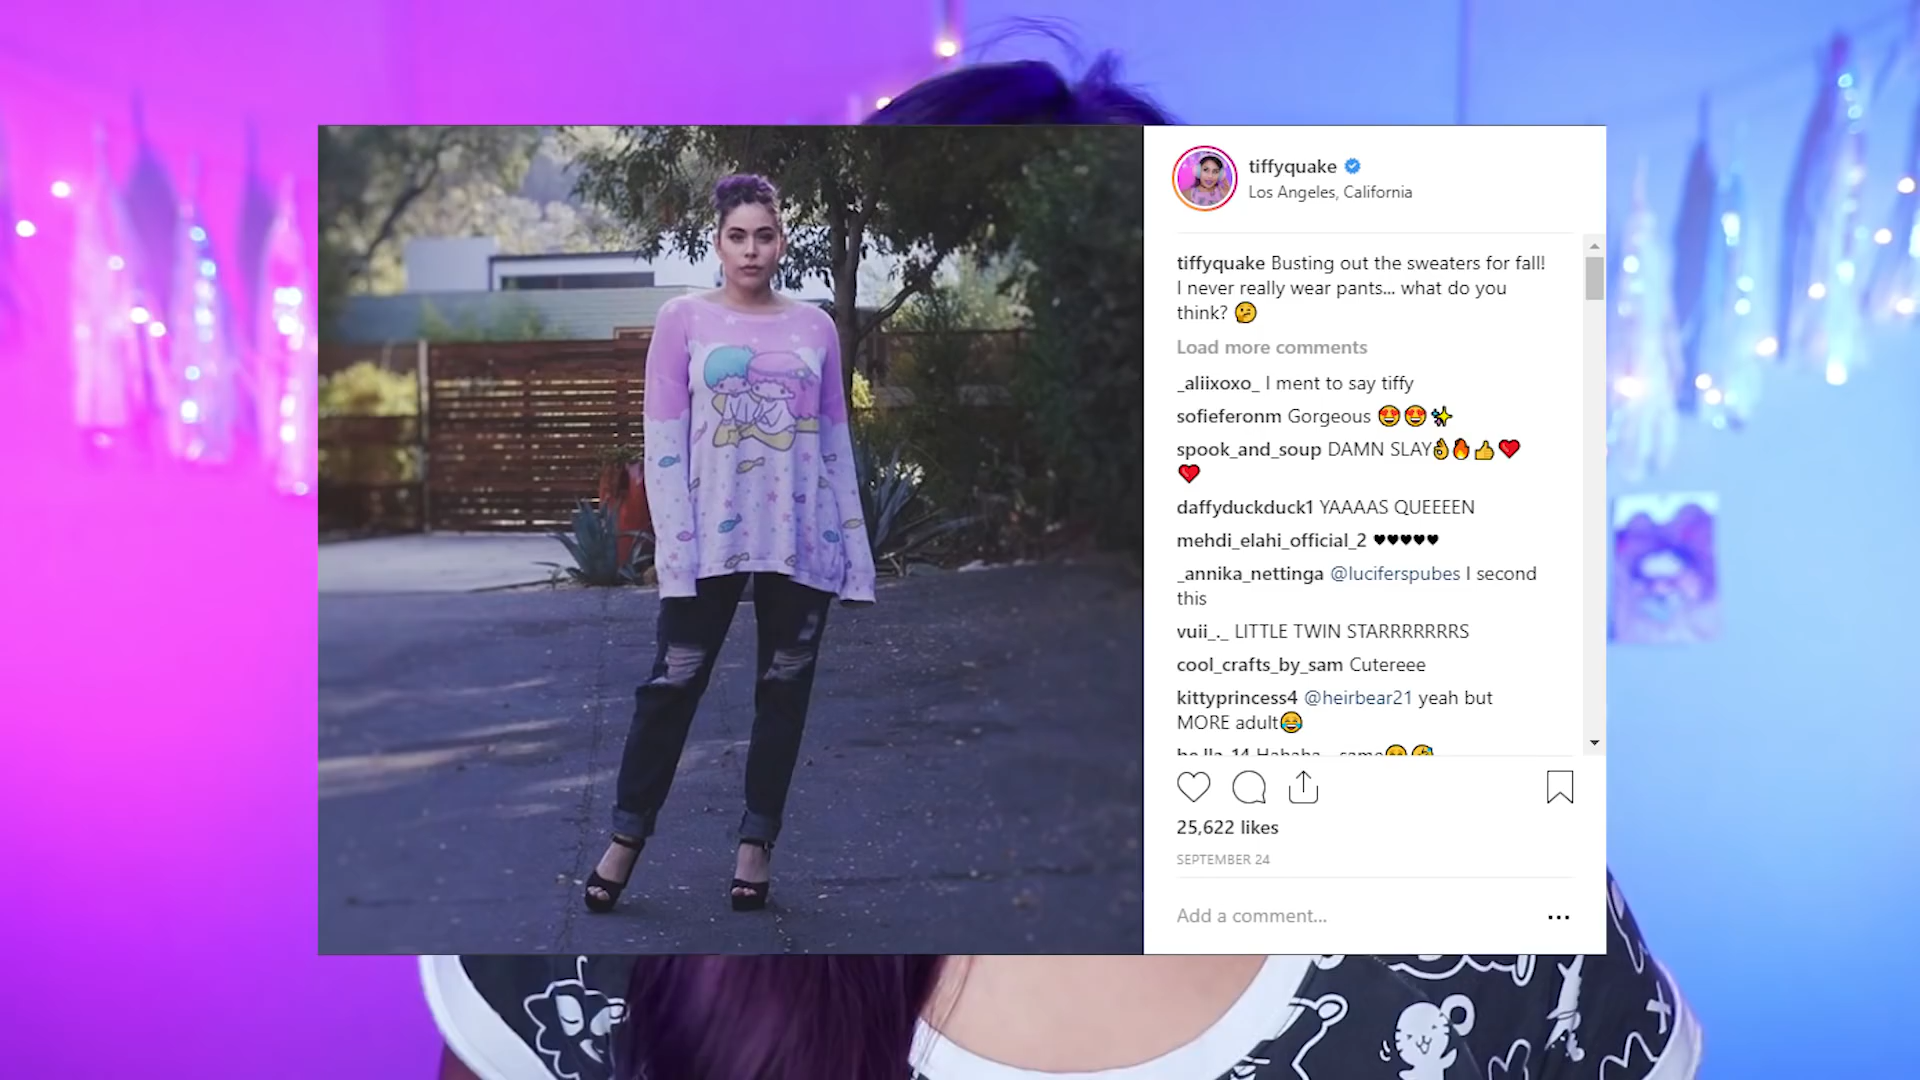 tiffyquake
Los Angeles, California
tiffyquake Busting out the sweaters for fall!
I never really wear pants... what do you
think? 🤔
Load more comments
_aliixoxo_ I ment to say tiffy
sofieferonm Gorgeous 😍😍✨
spook_and_soup DAMN SLAY👌🔥👍❤️
❤️
daffyduckduck1 YAAAAS QUEEEEN
mehdi_elahi_official_2 ♥♥♥♥♥
_annika_nettinga @luciferspubes I second
this
vuii_._ LITTLE TWIN STARRRRRRRS
cool_crafts_by_sam Cutereee
kittyprincess4 @heirbear21 yeah but
MORE adult😂
25,622 likes
SEPTEMBER 24
Add a comment...